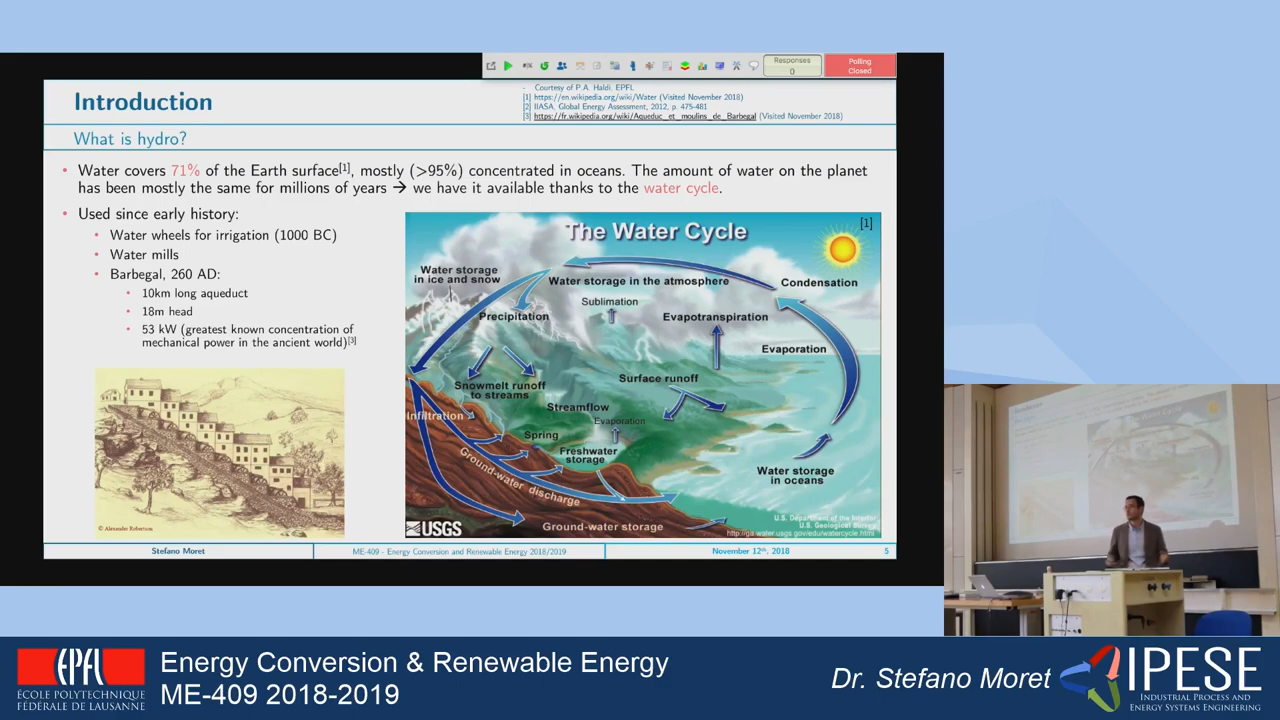 Responses
0
Polling
Closed
Introduction
- Courtesy of P.A. Haldi, EPFL
[1] https://en.wikipedia.org/wiki/Water (Visited November 2018)
[2] IIASA, Global Energy Assessment, 2012, p. 475-481
[3] https://fr.wikipedia.org/wiki/Aqueduc_et_moulins_de_Barbegal (Visited November 2018)
What is hydro?
• Water covers 71% of the Earth surface[1], mostly (>95%) concentrated in oceans. The amount of water on the planet
has been mostly the same for millions of years → we have it available thanks to the water cycle.
• Used since early history:
• Water wheels for irrigation (1000 BC)
• Water mills
• Barbegal, 260 AD:
• 10km long aqueduct
• 18m head
• 53 kW (greatest known concentration of
mechanical power in the ancient world)[3]
© Alexander Robertson
The Water Cycle
[1]
Water storage
in ice and snow
Water storage in the atmosphere
Condensation
Sublimation
Precipitation
Evapotranspiration
Evaporation
Snowmelt runoff
to streams
Surface runoff
Infiltration
Streamflow
Evaporation
Spring
Freshwater
storage
Ground-water discharge
Water storage
in oceans
Ground-water storage
USGS
U.S. Department of the Interior
U.S. Geological Survey
http://ga.water.usgs.gov/edu/watercycle.html
Stefano Moret
ME-409 - Energy Conversion and Renewable Energy 2018/2019
November 12th, 2018
5
EPFL
ÉCOLE POLYTECHNIQUE
FÉDÉRALE DE LAUSANNE
Energy Conversion & Renewable Energy
ME-409 2018-2019
Dr. Stefano Moret
IPESE
Industrial Process and
Energy Systems Engineering